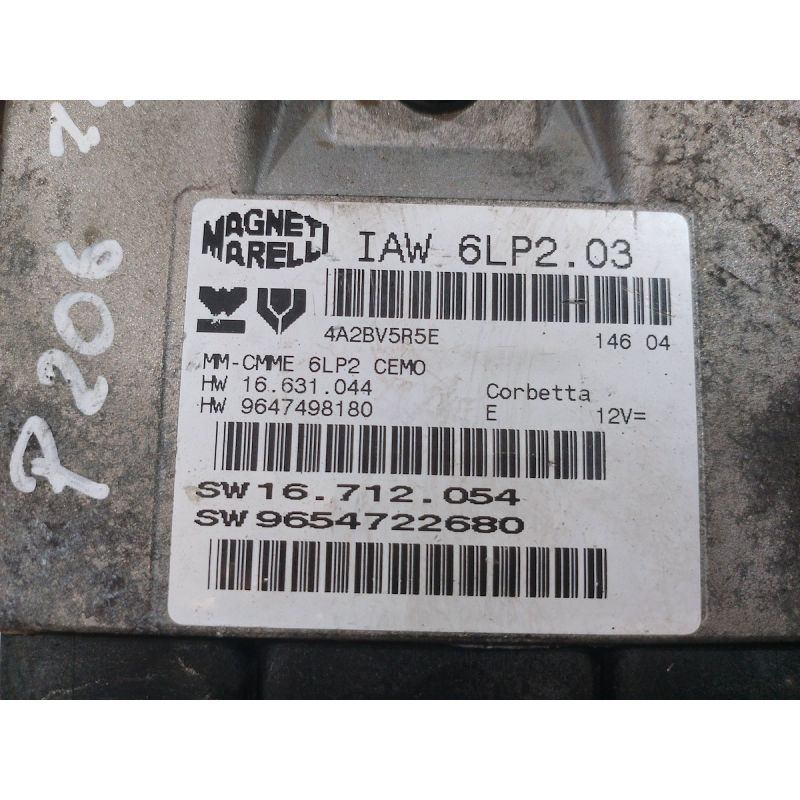 P206
MAGNETI
MARELLI
IAW 6LP2.03
4A2BV5R5E 146 04
MM-CMME 6LP2 CEMO
HW 16.631.044 Corbetta
HW 9647498180 E 12V=
SW 16.712.054
SW 9654722680